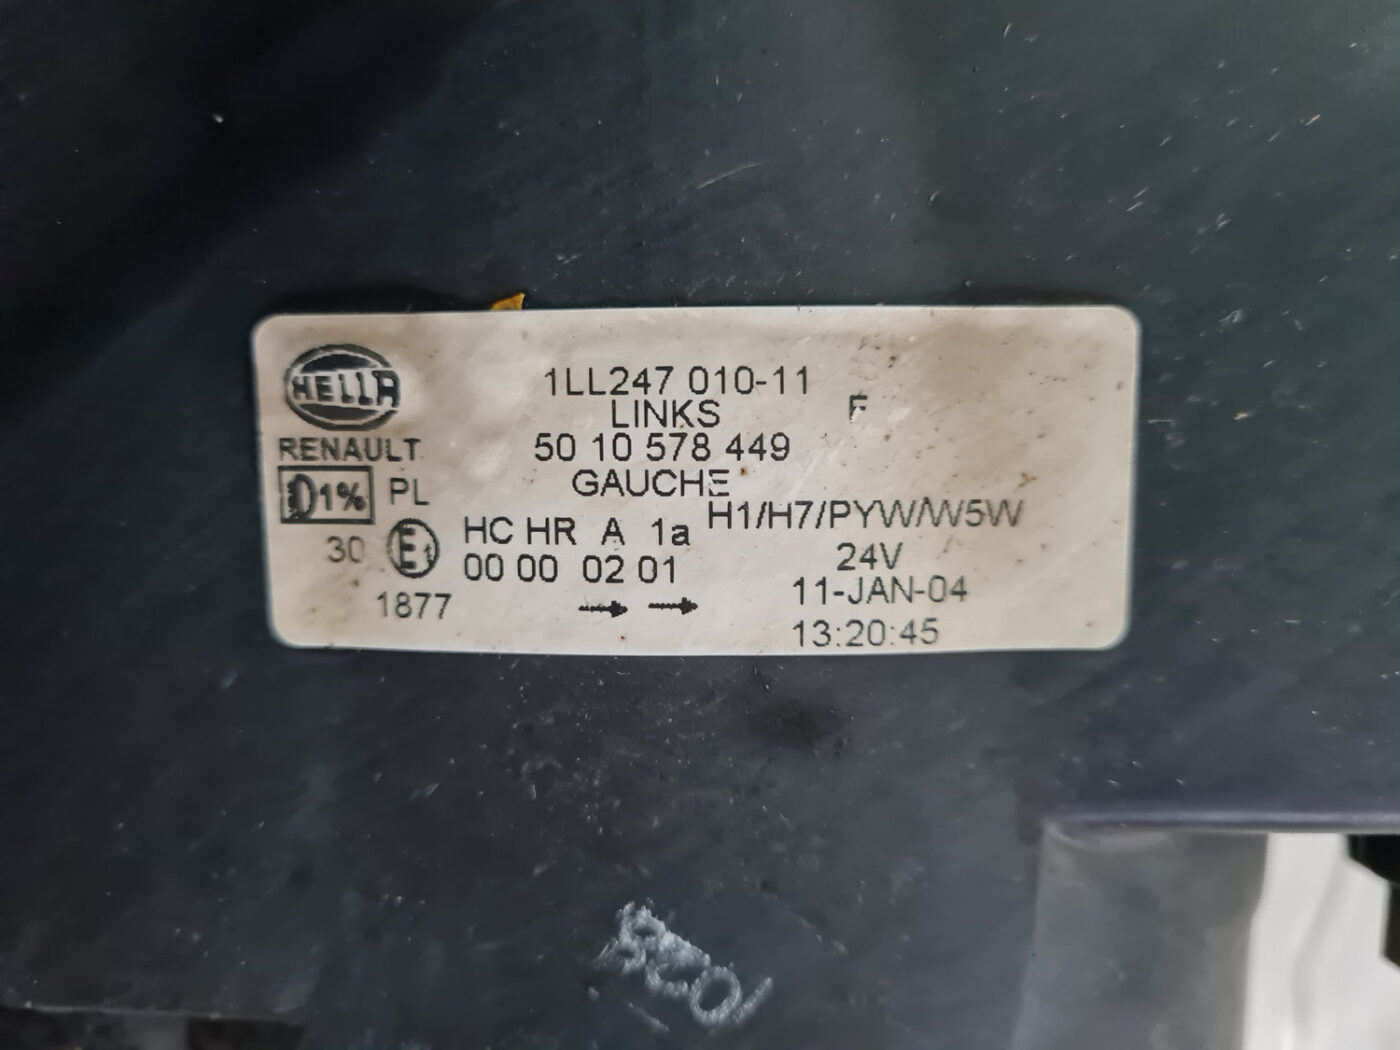 HELLA
1LL247 010-11
LINKS
F
RENAULT
50 10 578 449
1% PL
GAUCHE
H1/H7/PYW/W5W
HC HR A 1a
30 E1
24V
00 00 02 01
1877
11-JAN-04
13:20:45